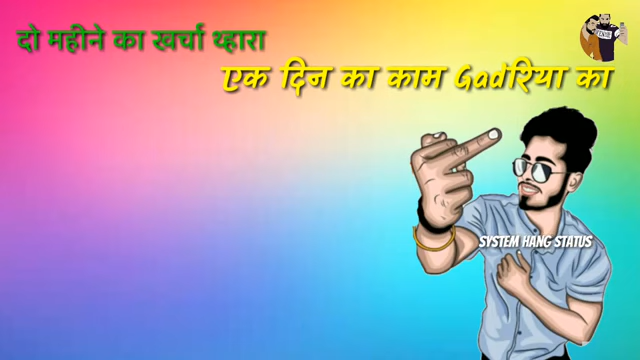 दो महीने का खर्चा थ्हारा
एक दिन का काम Gadरिया का
SYSTEM HANG STATUS